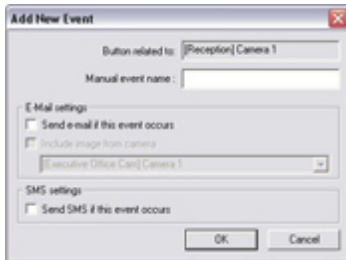 Add New Event
Button related to: [Reception] Camera 1
Manual event name :
E-Mail settings
Send e-mail if this event occurs
Include image from camera
[Executive Office Cam] Camera 1
SMS settings
Send SMS if this event occurs
OK Cancel